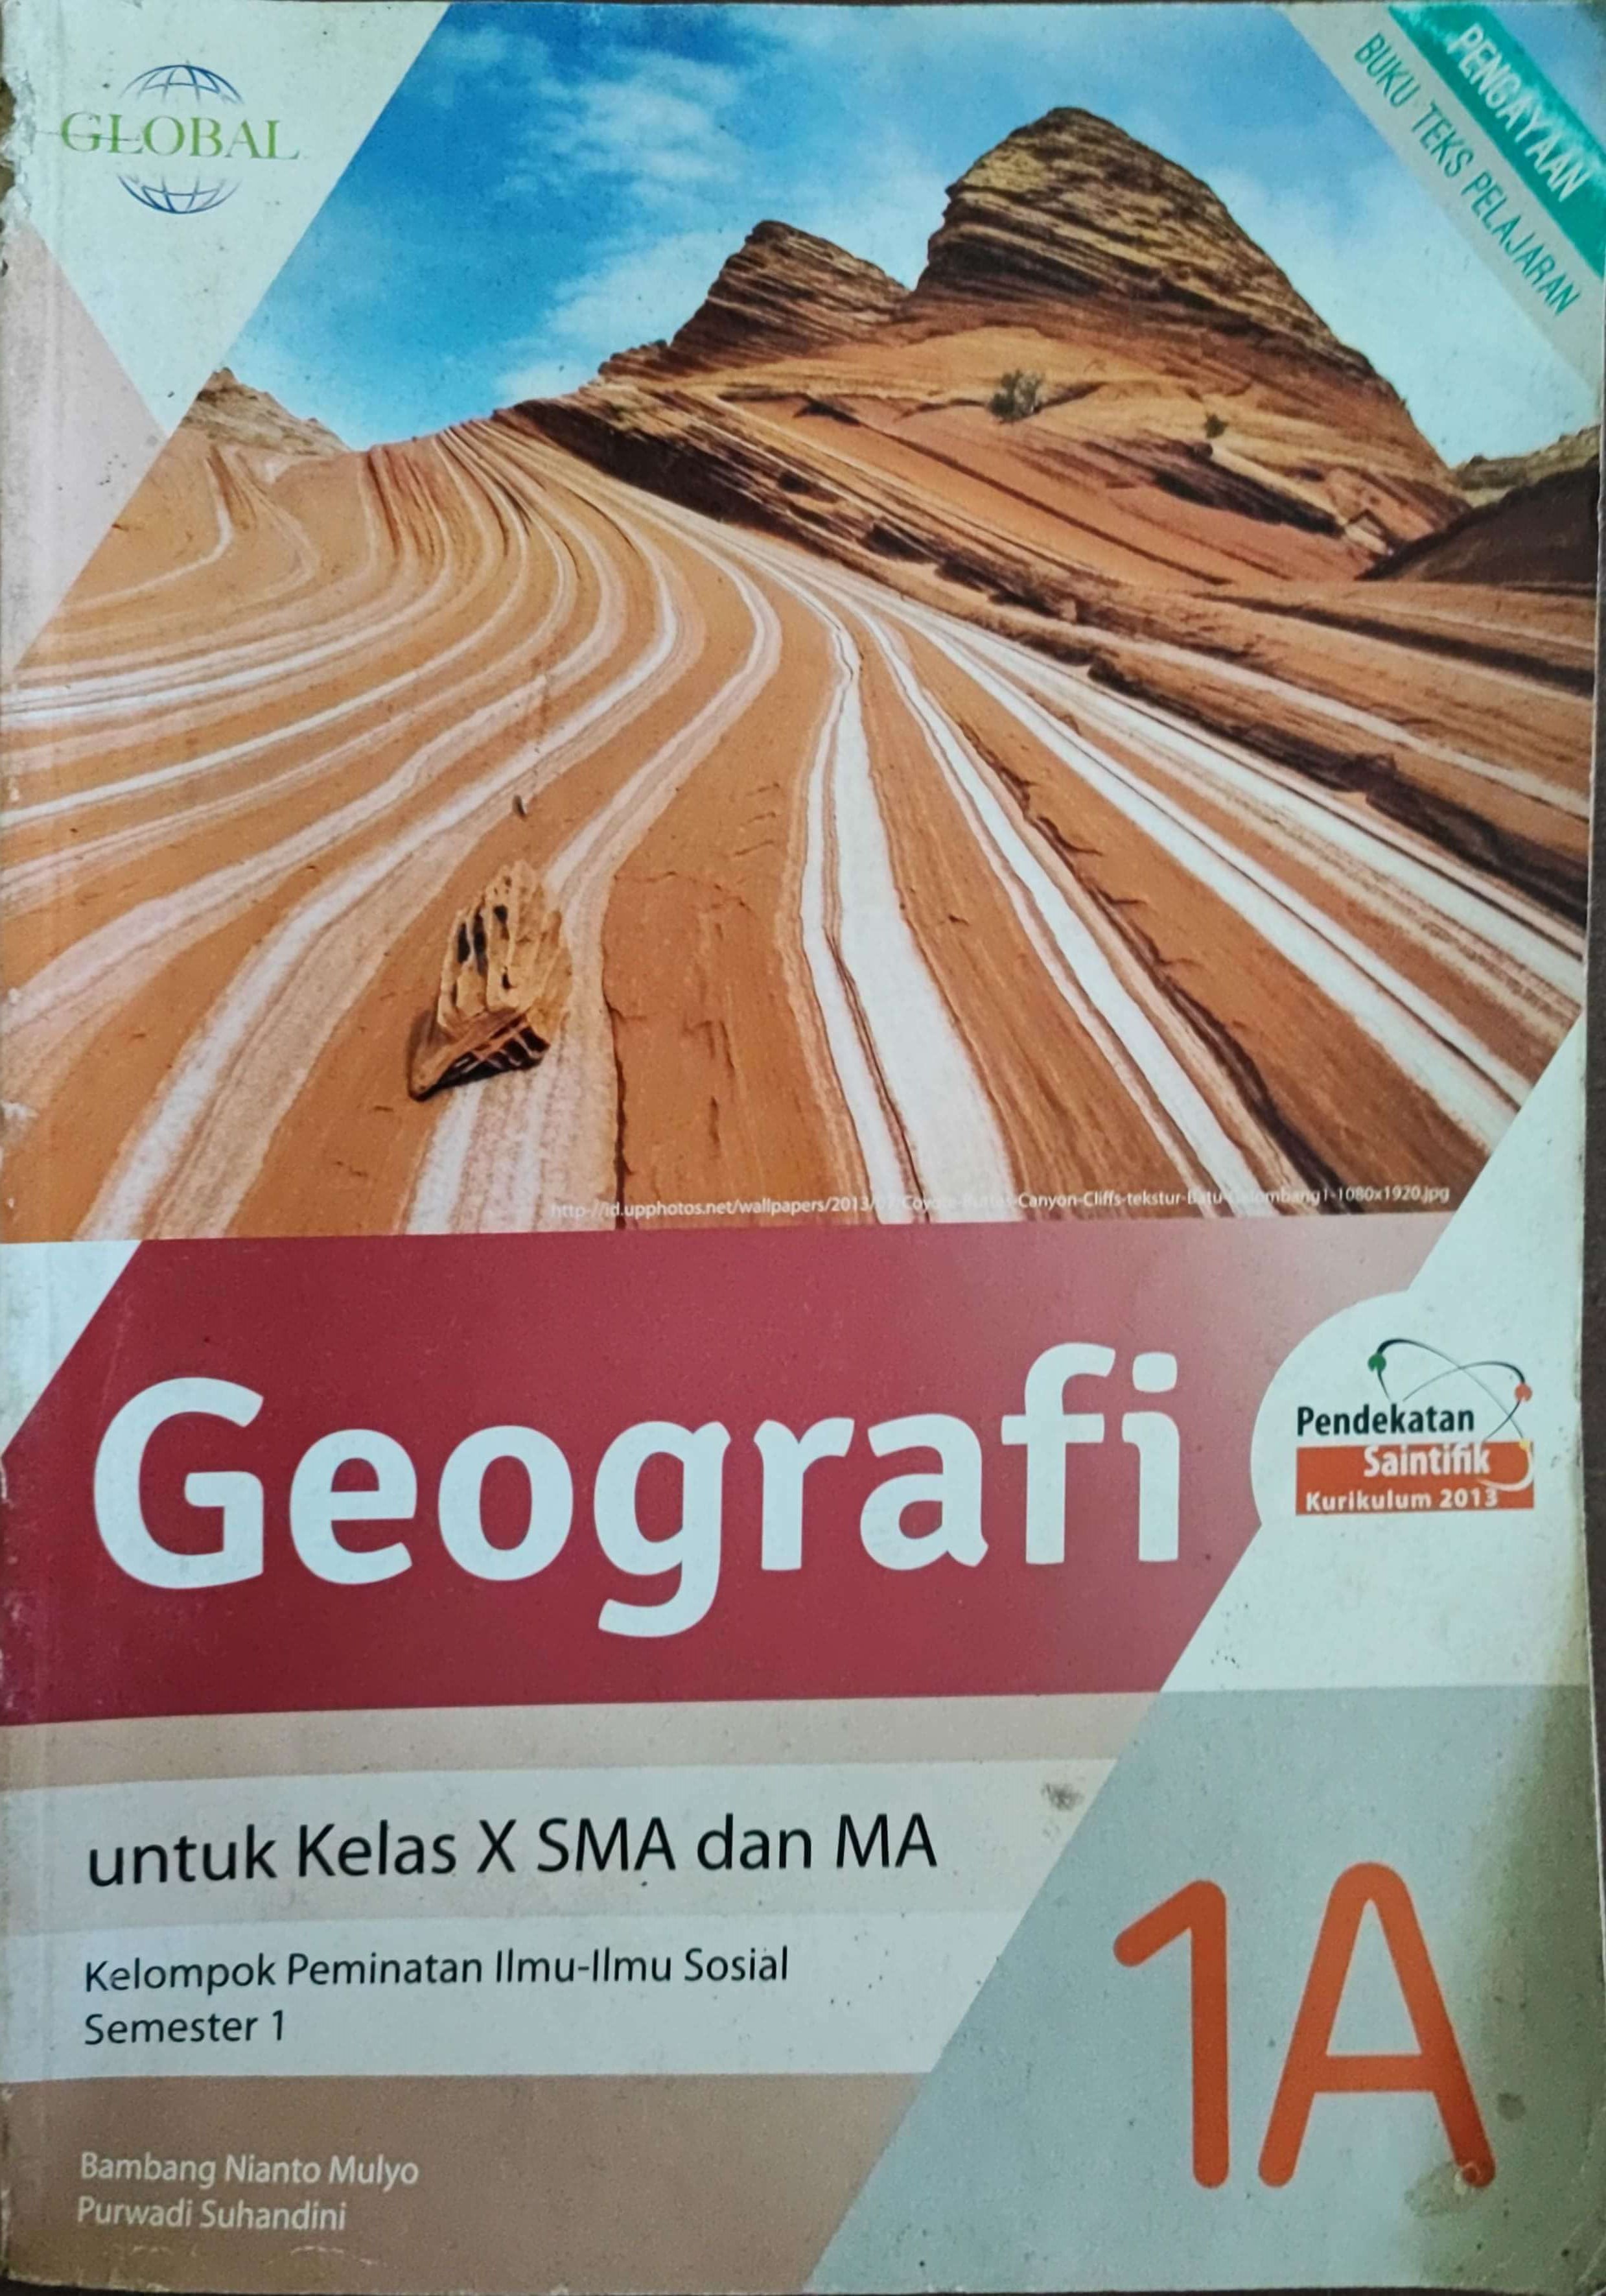 GLOBAL
PENGAYAAN
BUKU TEKS PELAJARAN
Geografi
Pendekatan
Saintifik
Kurikulum 2013
untuk Kelas X SMA dan MA
Kelompok Peminatan Ilmu-Ilmu Sosial
Semester 1
1A
Bambang Nianto Mulyo
Purwadi Suhandini